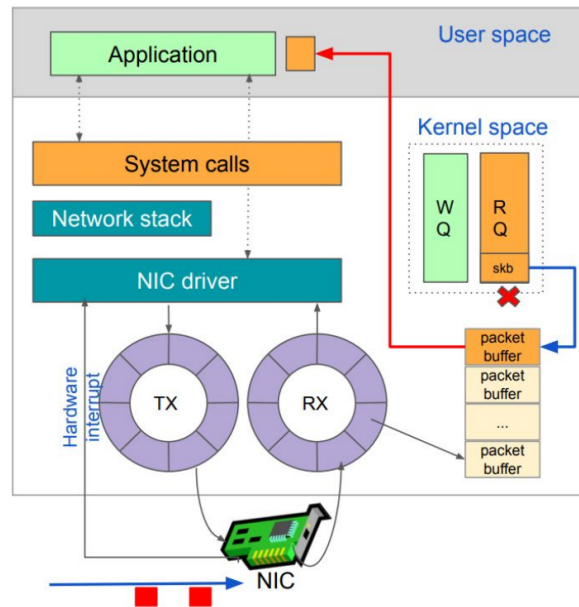 User space
Application
Kernel space
System calls
W
Q
R
Q
Network stack
skb
NIC driver
packet
buffer
packet
buffer
...
packet
buffer
Hardware
interrupt
TX
RX
NIC